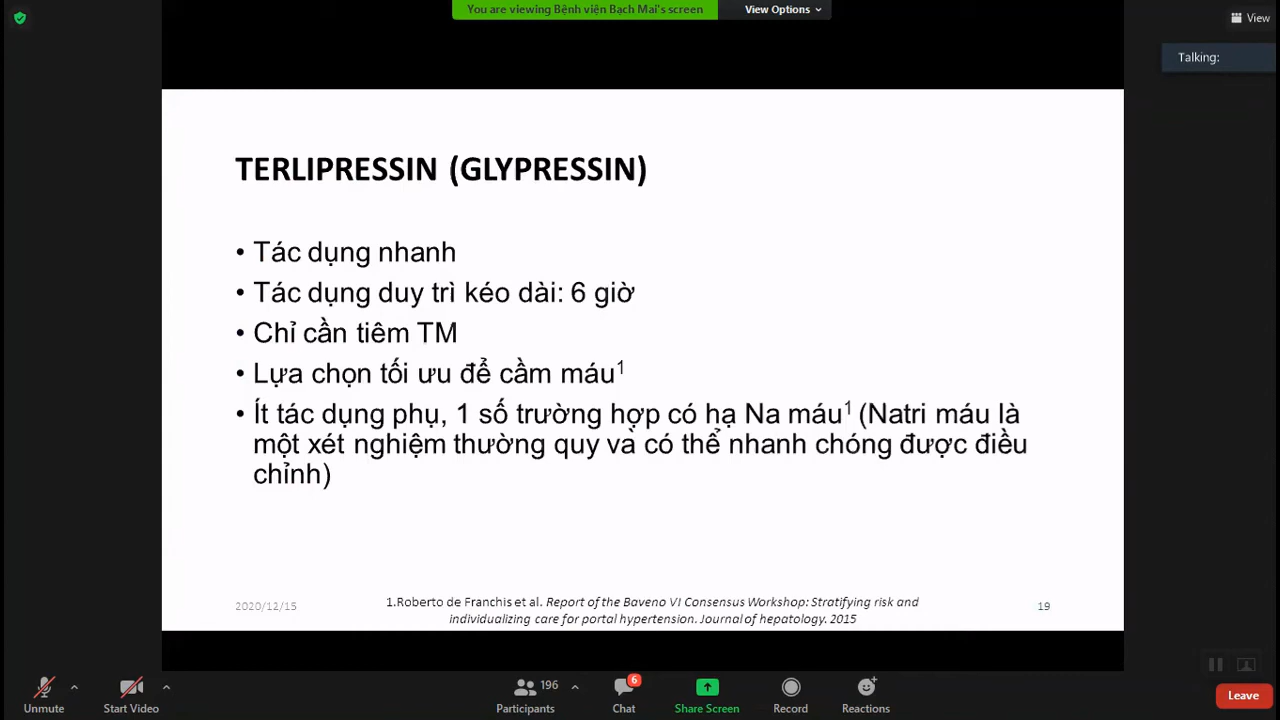 You are viewing Bệnh viện Bạch Mai's screen
View Options
View
Talking:
TERLIPRESSIN (GLYPRESSIN)
• Tác dụng nhanh
• Tác dụng duy trì kéo dài: 6 giờ
• Chỉ cần tiêm TM
• Lựa chọn tối ưu để cầm máu¹
• Ít tác dụng phụ, 1 số trường hợp có hạ Na máu¹ (Natri máu là
một xét nghiệm thường quy và có thể nhanh chóng được điều
chỉnh)
2020/12/15
1.Roberto de Franchis et al. Report of the Baveno VI Consensus Workshop: Stratifying risk and
individualizing care for portal hypertension. Journal of hepatology. 2015
19
Unmute
Start Video
196
Participants
6
Chat
Share Screen
Record
Reactions
Leave